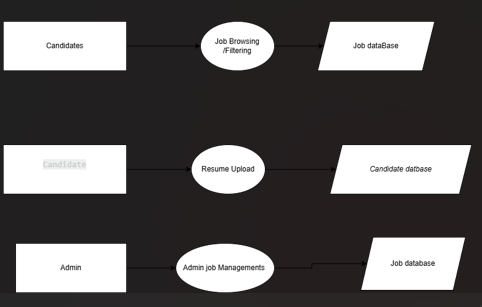 Candidates
Job Browsing
/Filtering
Job dataBase
Candidate
Resume Upload
Candidate datbase
Admin
Admin job Managements
Job database